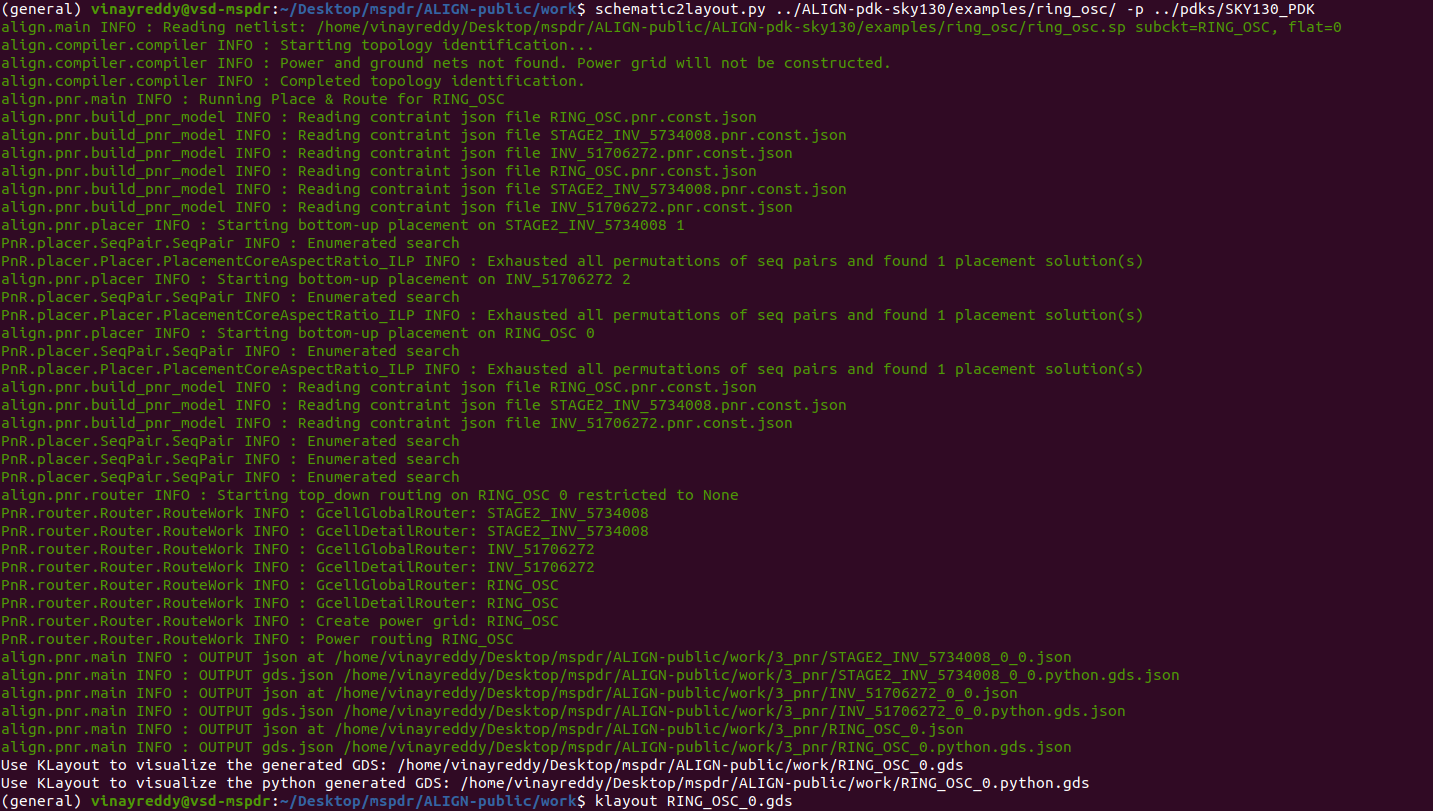 (general) vinayreddy@vsd-mspdr:~/Desktop/mspdr/ALIGN-public/work$ schematic2layout.py ../ALIGN-pdk-sky130/examples/ring_osc/ -p ../pdks/SKY130_PDK
align.main INFO : Reading netlist: /home/vinayreddy/Desktop/mspdr/ALIGN-public/ALIGN-pdk-sky130/examples/ring_osc/ring_osc.sp subckt=RING_OSC, flat=0
align.compiler.compiler INFO : Starting topology identification...
align.compiler.compiler INFO : Power and ground nets not found. Power grid will not be constructed.
align.compiler.compiler INFO : Completed topology identification.
align.pnr.main INFO : Running Place & Route for RING_OSC
align.pnr.build_pnr_model INFO : Reading contraint json file RING_OSC.pnr.const.json
align.pnr.build_pnr_model INFO : Reading contraint json file STAGE2_INV_5734008.pnr.const.json
align.pnr.build_pnr_model INFO : Reading contraint json file INV_51706272.pnr.const.json
align.pnr.build_pnr_model INFO : Reading contraint json file RING_OSC.pnr.const.json
align.pnr.build_pnr_model INFO : Reading contraint json file STAGE2_INV_5734008.pnr.const.json
align.pnr.build_pnr_model INFO : Reading contraint json file INV_51706272.pnr.const.json
align.pnr.placer INFO : Starting bottom-up placement on STAGE2_INV_5734008 1
PnR.placer.SeqPair.SeqPair INFO : Enumerated search
PnR.placer.Placer.PlacementCoreAspectRatio_ILP INFO : Exhausted all permutations of seq pairs and found 1 placement solution(s)
align.pnr.placer INFO : Starting bottom-up placement on INV_51706272 2
PnR.placer.SeqPair.SeqPair INFO : Enumerated search
PnR.placer.Placer.PlacementCoreAspectRatio_ILP INFO : Exhausted all permutations of seq pairs and found 1 placement solution(s)
align.pnr.placer INFO : Starting bottom-up placement on RING_OSC 0
PnR.placer.SeqPair.SeqPair INFO : Enumerated search
PnR.placer.Placer.PlacementCoreAspectRatio_ILP INFO : Exhausted all permutations of seq pairs and found 1 placement solution(s)
align.pnr.build_pnr_model INFO : Reading contraint json file RING_OSC.pnr.const.json
align.pnr.build_pnr_model INFO : Reading contraint json file STAGE2_INV_5734008.pnr.const.json
align.pnr.build_pnr_model INFO : Reading contraint json file INV_51706272.pnr.const.json
PnR.placer.SeqPair.SeqPair INFO : Enumerated search
PnR.placer.SeqPair.SeqPair INFO : Enumerated search
PnR.placer.SeqPair.SeqPair INFO : Enumerated search
align.pnr.router INFO : Starting top_down routing on RING_OSC 0 restricted to None
PnR.router.Router.RouteWork INFO : GcellGlobalRouter: STAGE2_INV_5734008
PnR.router.Router.RouteWork INFO : GcellDetailRouter: STAGE2_INV_5734008
PnR.router.Router.RouteWork INFO : GcellGlobalRouter: INV_51706272
PnR.router.Router.RouteWork INFO : GcellDetailRouter: INV_51706272
PnR.router.Router.RouteWork INFO : GcellGlobalRouter: RING_OSC
PnR.router.Router.RouteWork INFO : GcellDetailRouter: RING_OSC
PnR.router.Router.RouteWork INFO : Create power grid: RING_OSC
PnR.router.Router.RouteWork INFO : Power routing RING_OSC
align.pnr.main INFO : OUTPUT json at /home/vinayreddy/Desktop/mspdr/ALIGN-public/work/3_pnr/STAGE2_INV_5734008_0_0.json
align.pnr.main INFO : OUTPUT gds.json /home/vinayreddy/Desktop/mspdr/ALIGN-public/work/3_pnr/STAGE2_INV_5734008_0_0.python.gds.json
align.pnr.main INFO : OUTPUT json at /home/vinayreddy/Desktop/mspdr/ALIGN-public/work/3_pnr/INV_51706272_0_0.json
align.pnr.main INFO : OUTPUT gds.json /home/vinayreddy/Desktop/mspdr/ALIGN-public/work/3_pnr/INV_51706272_0_0.python.gds.json
align.pnr.main INFO : OUTPUT json at /home/vinayreddy/Desktop/mspdr/ALIGN-public/work/3_pnr/RING_OSC_0.json
align.pnr.main INFO : OUTPUT gds.json /home/vinayreddy/Desktop/mspdr/ALIGN-public/work/3_pnr/RING_OSC_0.python.gds.json
Use KLayout to visualize the generated GDS: /home/vinayreddy/Desktop/mspdr/ALIGN-public/work/RING_OSC_0.gds
Use KLayout to visualize the python generated GDS: /home/vinayreddy/Desktop/mspdr/ALIGN-public/work/RING_OSC_0.python.gds
(general) vinayreddy@vsd-mspdr:~/Desktop/mspdr/ALIGN-public/work$ klayout RING_OSC_0.gds